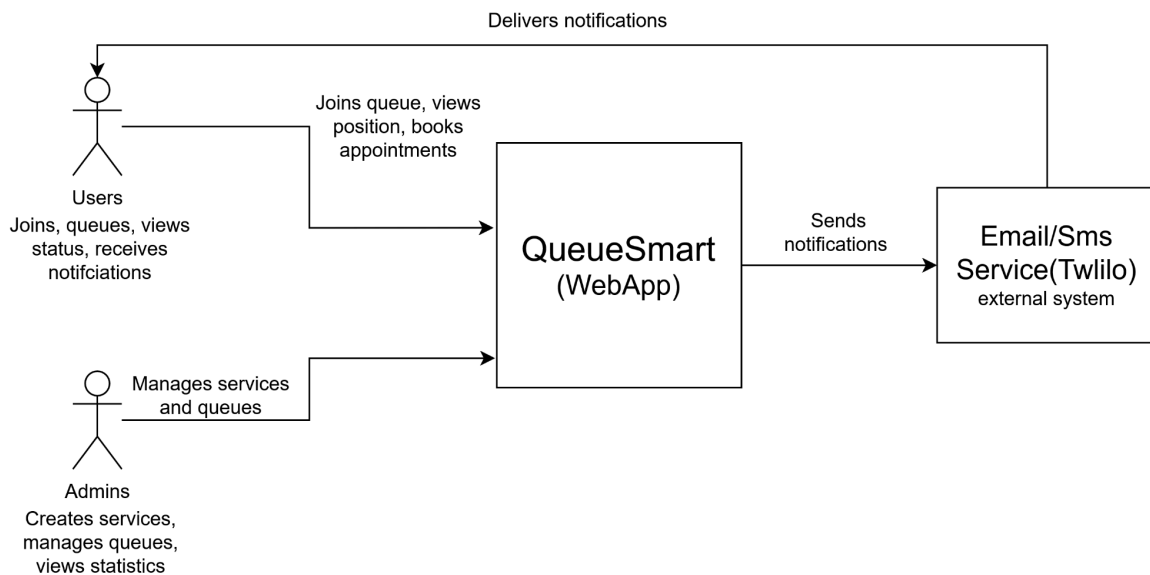 Delivers notifications
Joins queue, views
position, books
appointments
Users
Joins, queues, views
status, receives
notifciations
QueueSmart
(WebApp)
Sends
notifications
Email/Sms
Service(Twlilo)
external system
Manages services
and queues
Admins
Creates services,
manages queues,
views statistics